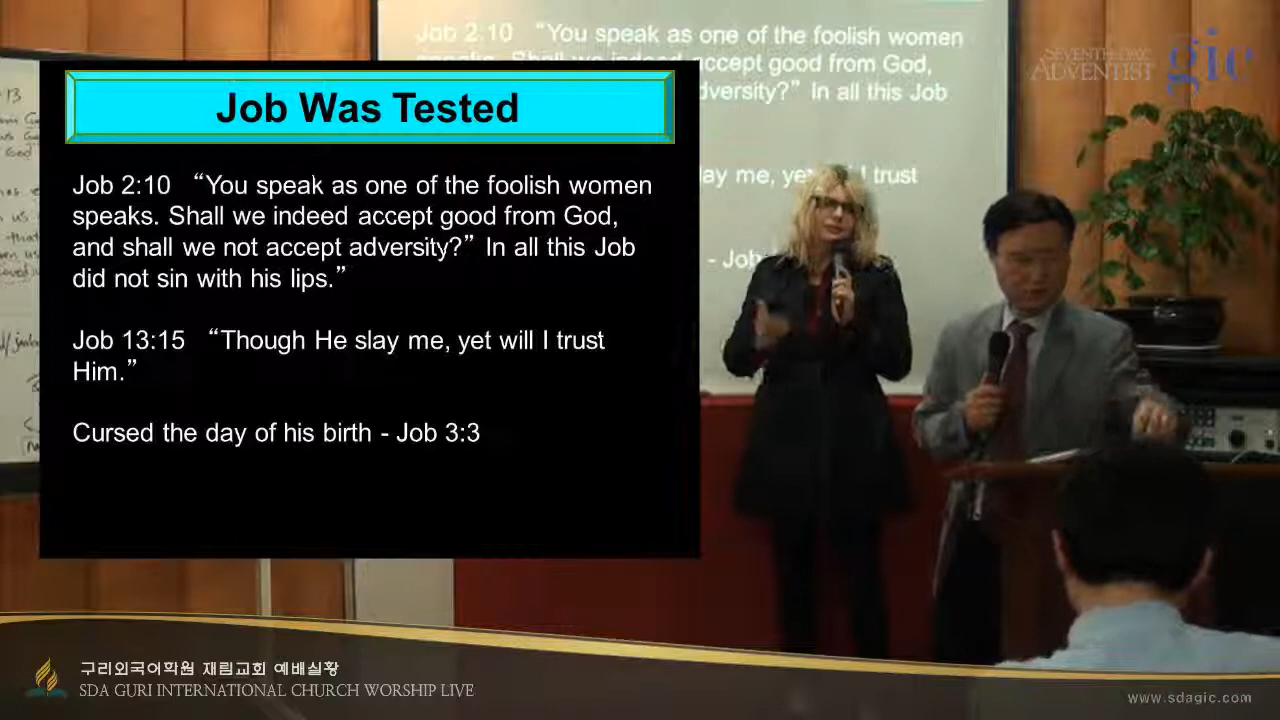 Job 2:10 “You speak as one of the foolish women
accept good from God,
adversity?” In all this Job
me, yet I trust
- Job
SEVENTH-DAY
ADVENTIST
gic
Job Was Tested
Job 2:10 “You speak as one of the foolish women
speaks. Shall we indeed accept good from God,
and shall we not accept adversity?” In all this Job
did not sin with his lips.”
Job 13:15 “Though He slay me, yet will I trust
Him.”
Cursed the day of his birth - Job 3:3
구리외국어학원 재림교회 예배실황
SDA GURI INTERNATIONAL CHURCH WORSHIP LIVE
www.sdagic.com